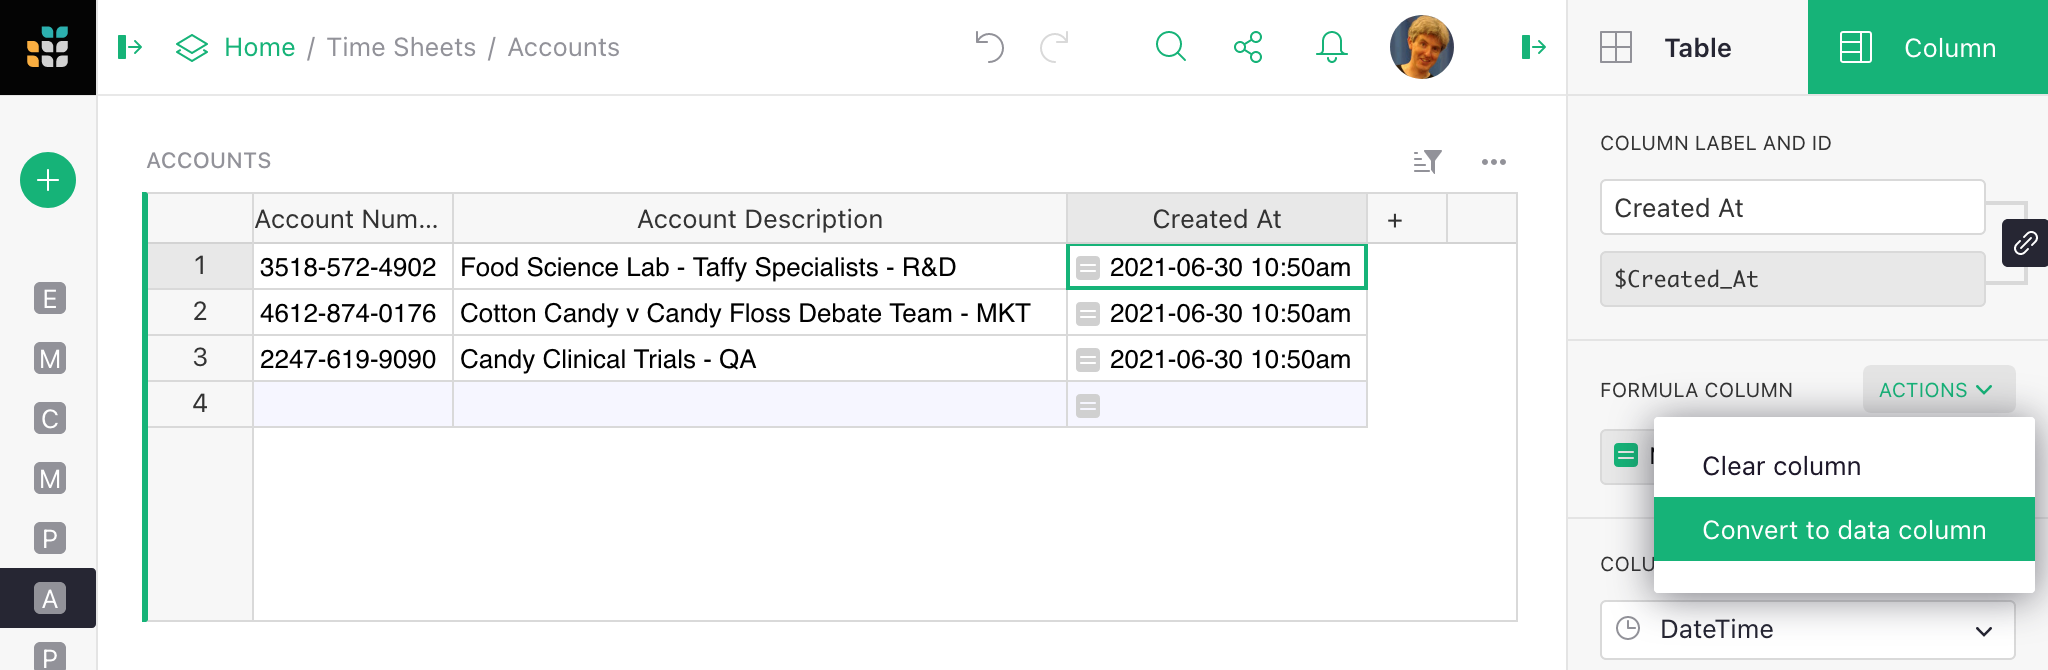 Home / Time Sheets / Accounts
Table
Column
ACCOUNTS
Account Num... Account Description Created At +
1 3518-572-4902 Food Science Lab - Taffy Specialists - R&D 2021-06-30 10:50am
2 4612-874-0176 Cotton Candy v Candy Floss Debate Team - MKT 2021-06-30 10:50am
3 2247-619-9090 Candy Clinical Trials - QA 2021-06-30 10:50am
4
E
M
C
M
P
A
P
COLUMN LABEL AND ID
Created At
$Created_At
FORMULA COLUMN ACTIONS
Clear column
Convert to data column
COLU
DateTime